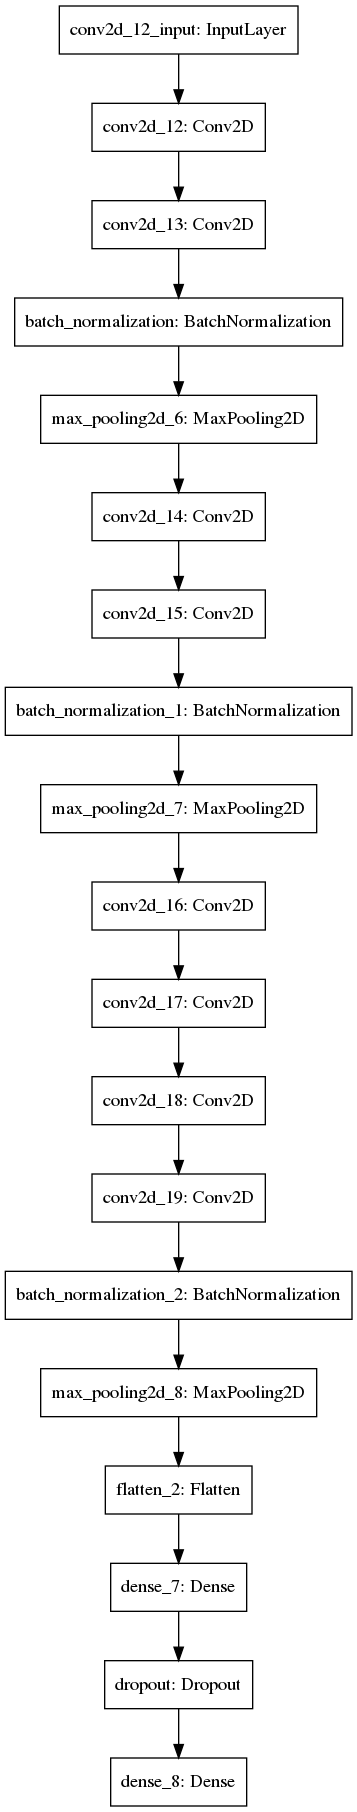 conv2d_12_input: InputLayer
conv2d_12: Conv2D
conv2d_13: Conv2D
batch_normalization: BatchNormalization
max_pooling2d_6: MaxPooling2D
conv2d_14: Conv2D
conv2d_15: Conv2D
batch_normalization_1: BatchNormalization
max_pooling2d_7: MaxPooling2D
conv2d_16: Conv2D
conv2d_17: Conv2D
conv2d_18: Conv2D
conv2d_19: Conv2D
batch_normalization_2: BatchNormalization
max_pooling2d_8: MaxPooling2D
flatten_2: Flatten
dense_7: Dense
dropout: Dropout
dense_8: Dense